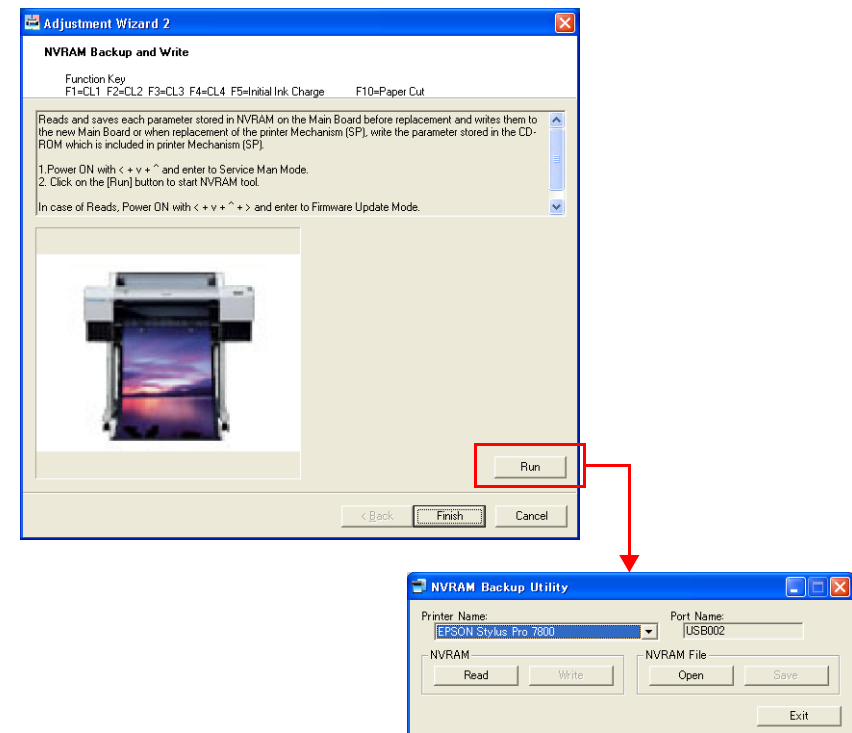 Adjustment Wizard 2
NVRAM Backup and Write
Function Key
F1=CL1 F2=CL2 F3=CL3 F4=CL4 F5=Initial Ink Charge F10=Paper Cut
Reads and saves each parameter stored in NVRAM on the Main Board before replacement and writes them to
the new Main Board or when replacement of the printer Mechanism (SP), write the parameter stored in the CD-
ROM which is included in printer Mechanism (SP).
1.Power ON with < + v + ^ and enter to Service Man Mode.
2. Click on the [Run] button to start NVRAM tool.
In case of Reads, Power ON with < + v + ^ + > and enter to Firmware Update Mode.
Run
< Back Finish Cancel
NVRAM Backup Utility
Printer Name: Port Name:
EPSON Stylus Pro 7800 USB002
NVRAM NVRAM File
Read Write Open Save
Exit